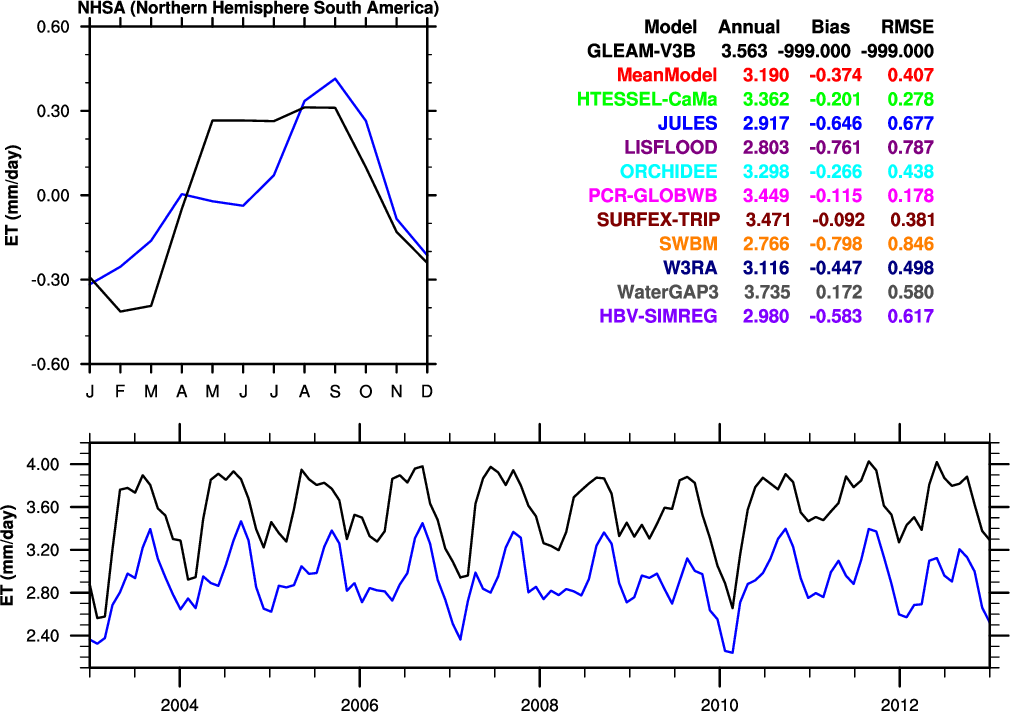 NHSA (Northern Hemisphere South America)
0.60
0.30
0.00
-0.30
-0.60
ET (mm/day)
J F M A M J J A S O N D
Model Annual Bias RMSE
GLEAM-V3B 3.563 -999.000 -999.000
MeanModel 3.190 -0.374 0.407
HTESSEL-CaMa 3.362 -0.201 0.278
JULES 2.917 -0.646 0.677
LISFLOOD 2.803 -0.761 0.787
ORCHIDEE 3.298 -0.266 0.438
PCR-GLOBWB 3.449 -0.115 0.178
SURFEX-TRIP 3.471 -0.092 0.381
SWBM 2.766 -0.798 0.846
W3RA 3.116 -0.447 0.498
WaterGAP3 3.735 0.172 0.580
HBV-SIMREG 2.980 -0.583 0.617
4.00
3.60
3.20
2.80
2.40
ET (mm/day)
2004 2006 2008 2010 2012